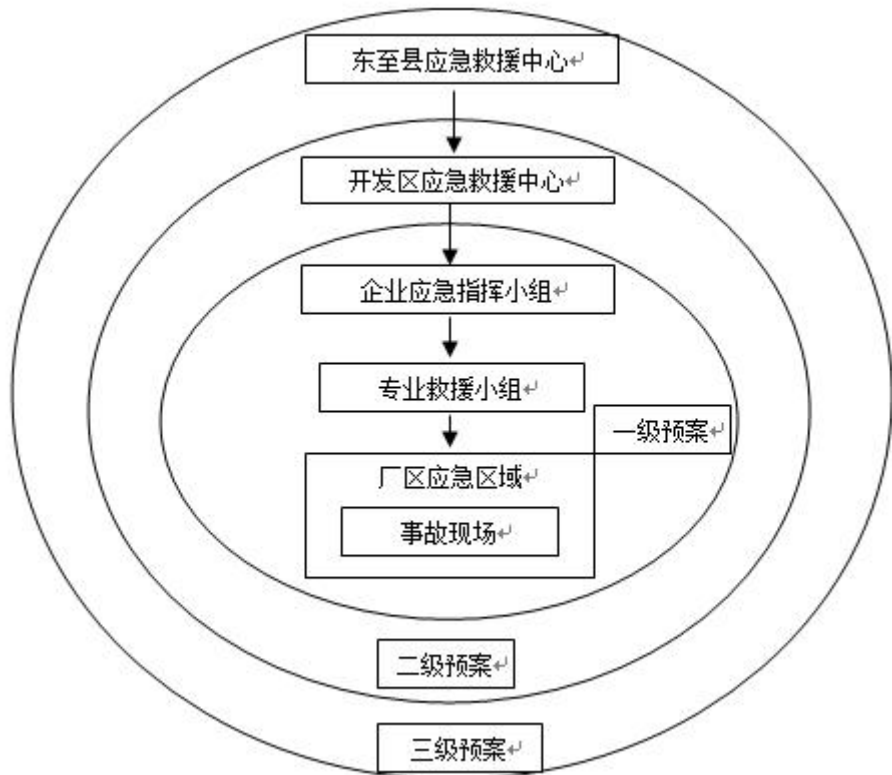 东至县应急救援中心↵
开发区应急救援中心↵
企业应急指挥小组↵
专业救援小组↵
一级预案↵
厂区应急区域↵
事故现场↵
二级预案↵
三级预案↵